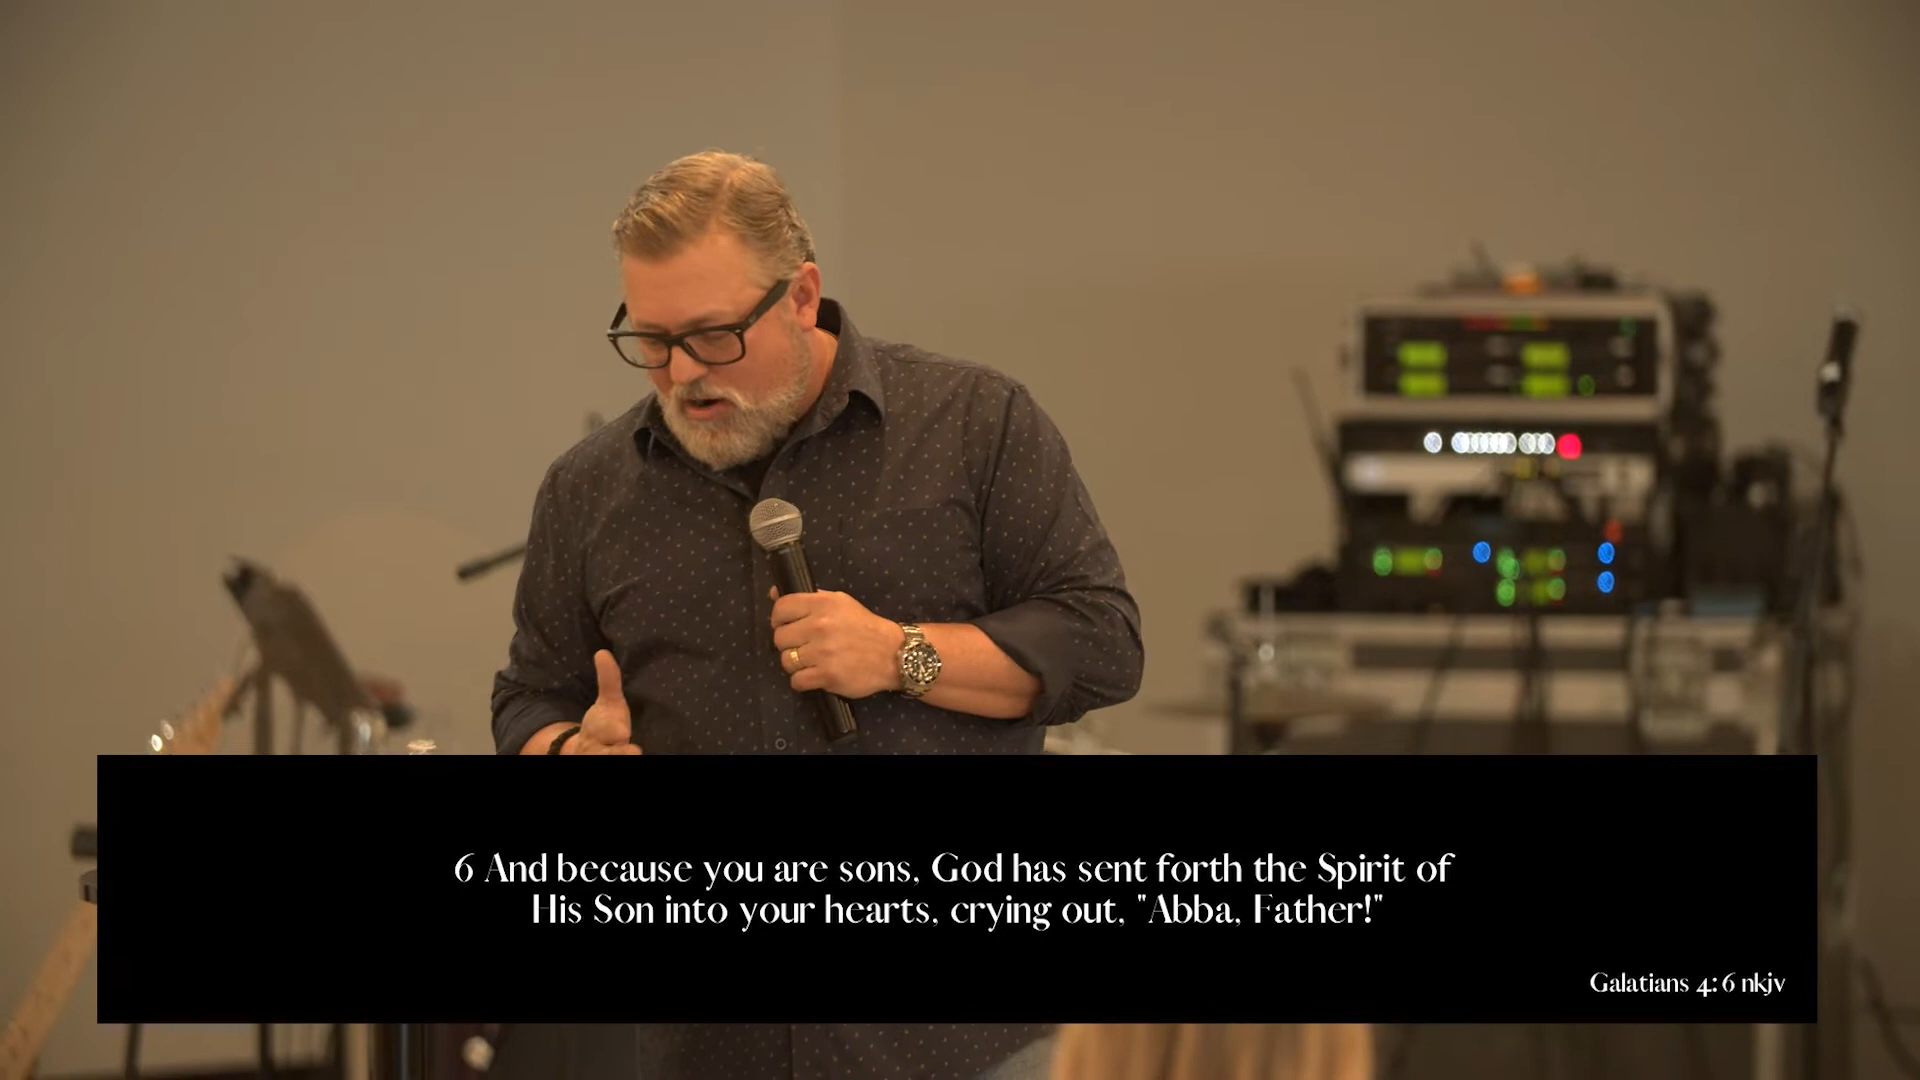 6 And because you are sons, God has sent forth the Spirit of
His Son into your hearts, crying out, "Abba, Father!"
Galatians 4:6 nkjv